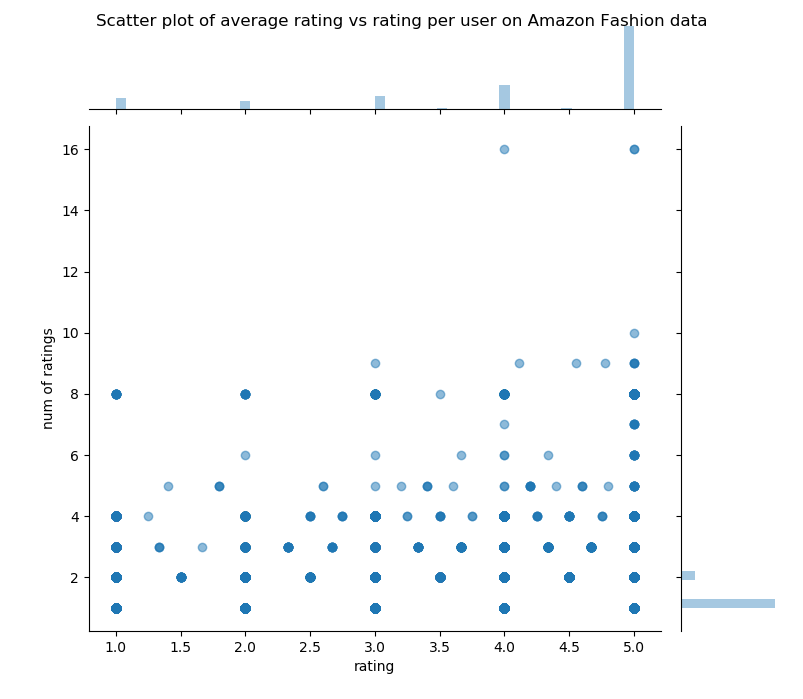 Scatter plot of average rating vs rating per user on Amazon Fashion data
16
14
12
10
8
6
4
2
num of ratings
1.0 1.5 2.0 2.5 3.0 3.5 4.0 4.5 5.0
rating